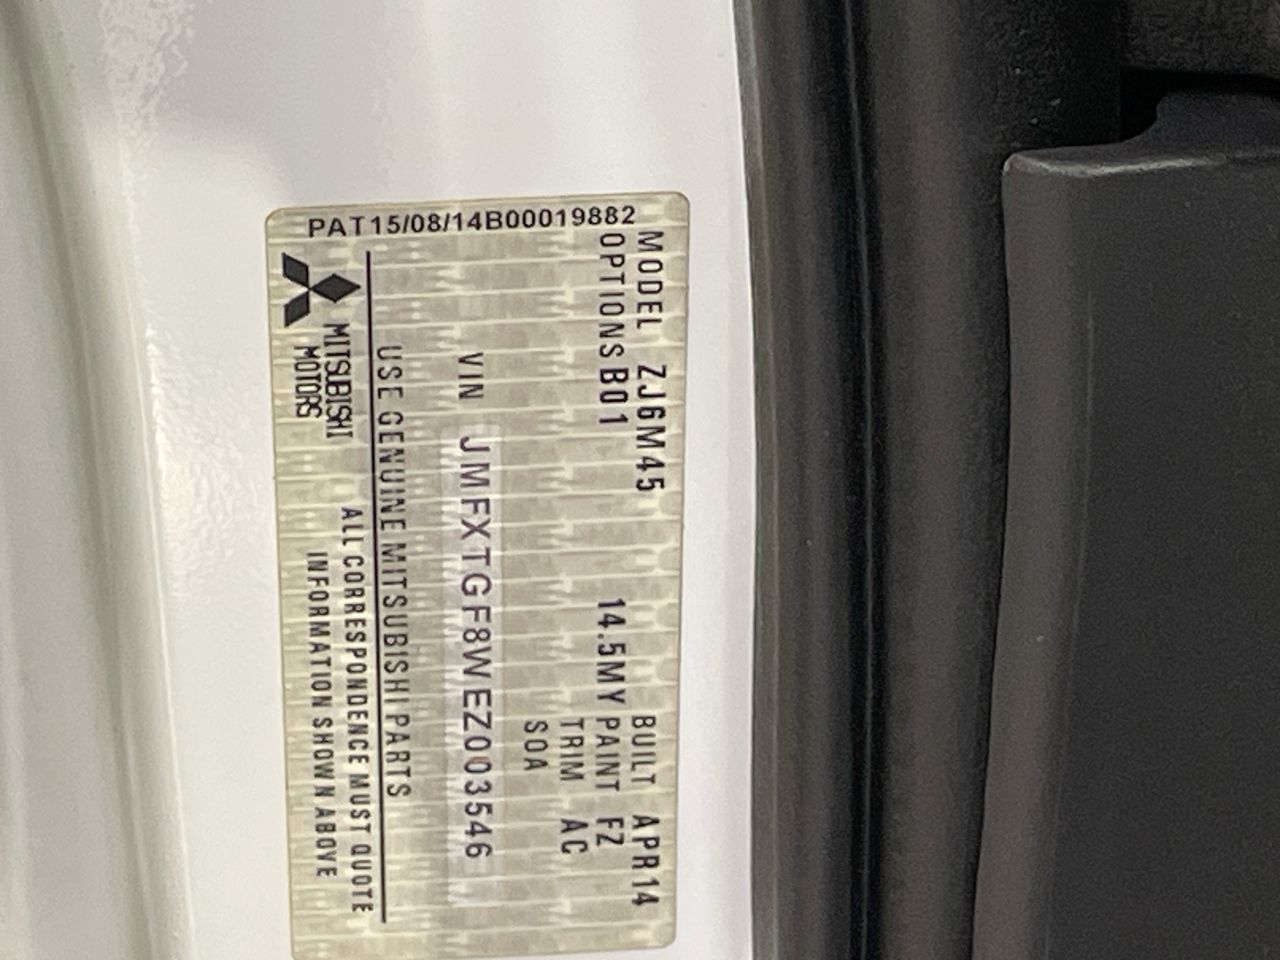 PAT15/08/14B00019882
MODEL ZJ6M45 BUILT APR14
OPTIONS B01 14.5MY PAINT FZ
TRIM AC
SOA
VIN JMFXTGF8WEZ003546
USE GENUINE MITSUBISHI PARTS
MITSUBISHI
MOTORS
ALL CORRESPONDENCE MUST QUOTE
INFORMATION SHOWN ABOVE